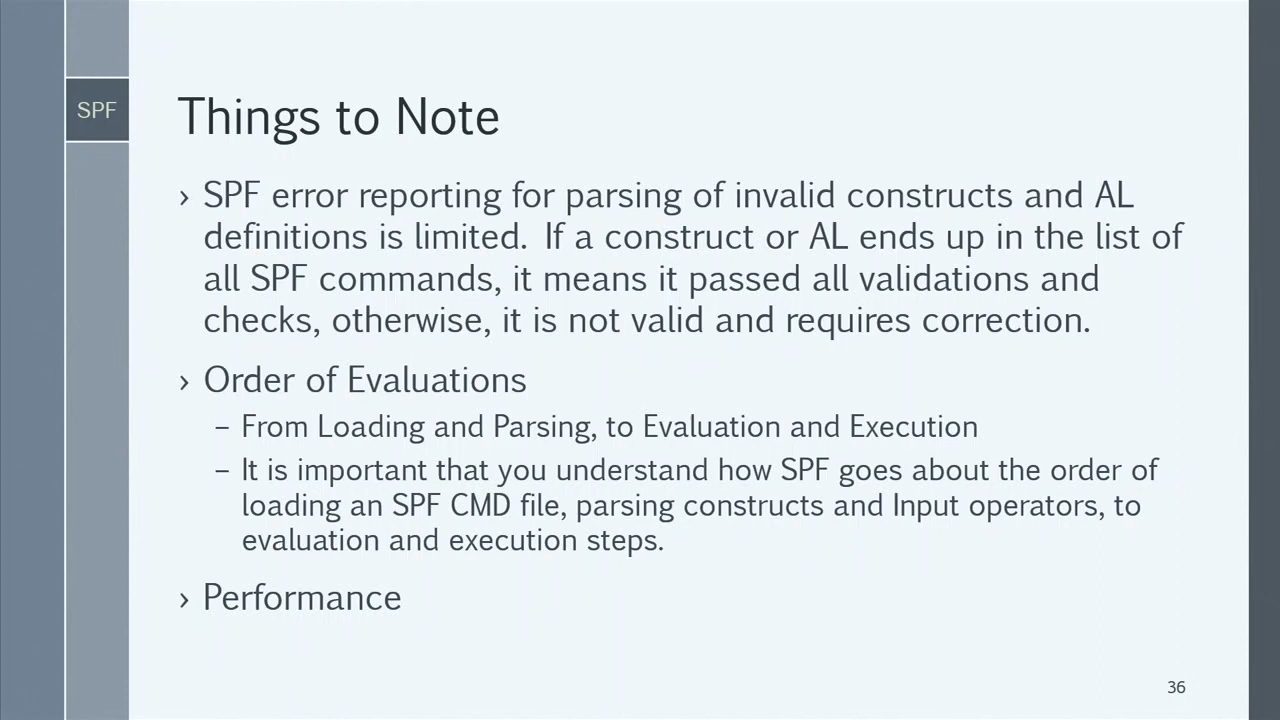 SPF
Things to Note
› SPF error reporting for parsing of invalid constructs and AL
definitions is limited. If a construct or AL ends up in the list of
all SPF commands, it means it passed all validations and
checks, otherwise, it is not valid and requires correction.
› Order of Evaluations
– From Loading and Parsing, to Evaluation and Execution
– It is important that you understand how SPF goes about the order of
loading an SPF CMD file, parsing constructs and Input operators, to
evaluation and execution steps.
› Performance
36